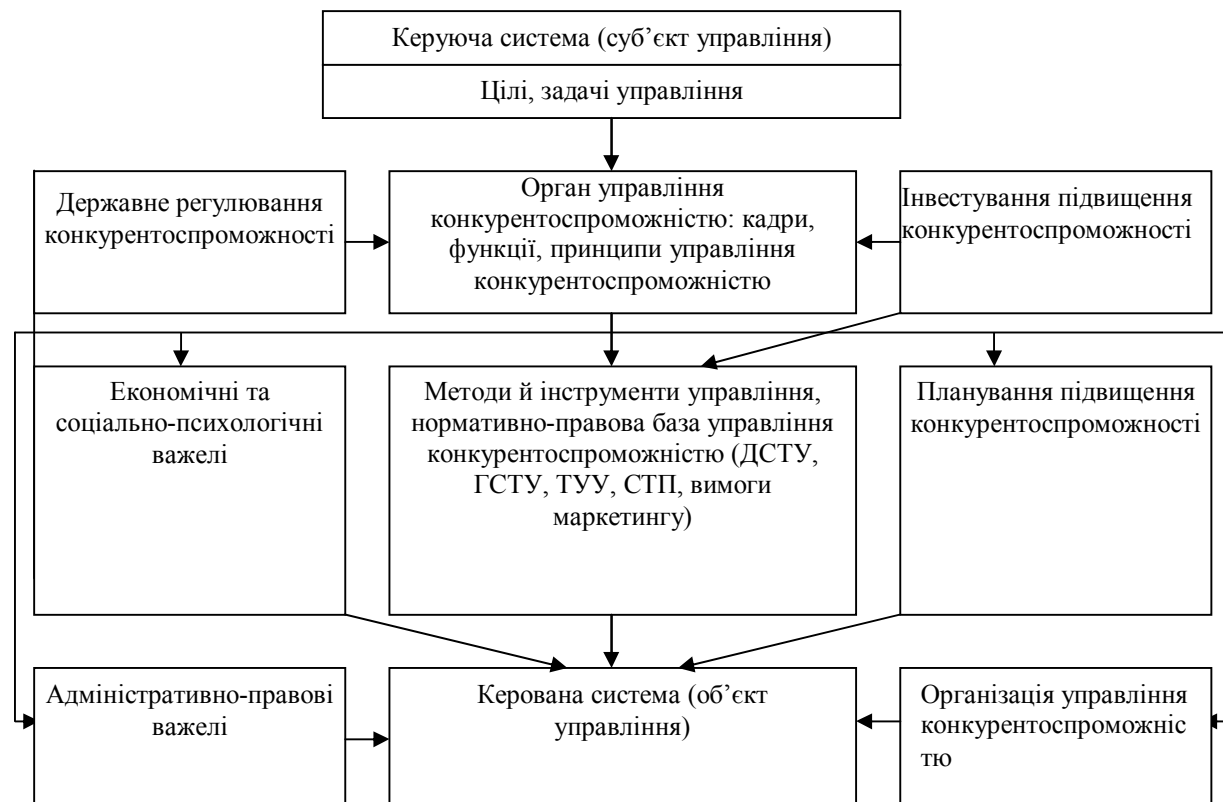 Керуюча система (суб’єкт управління)
Цілі, задачі управління
Державне регулювання
конкурентоспроможності
Орган управління
конкурентоспроможністю: кадри,
функції, принципи управління
конкурентоспроможністю
Інвестування підвищення
конкурентоспроможності
Економічні та
соціально-психологічні
важелі
Методи й інструменти управління,
нормативно-правова база управління
конкурентоспроможністю (ДСТУ,
ГСТУ, ТУУ, СТП, вимоги
маркетингу)
Планування підвищення
конкурентоспроможності
Адміністративно-правові
важелі
Керована система (об’єкт
управління)
Організація управління
конкурентоспроможніс
тю